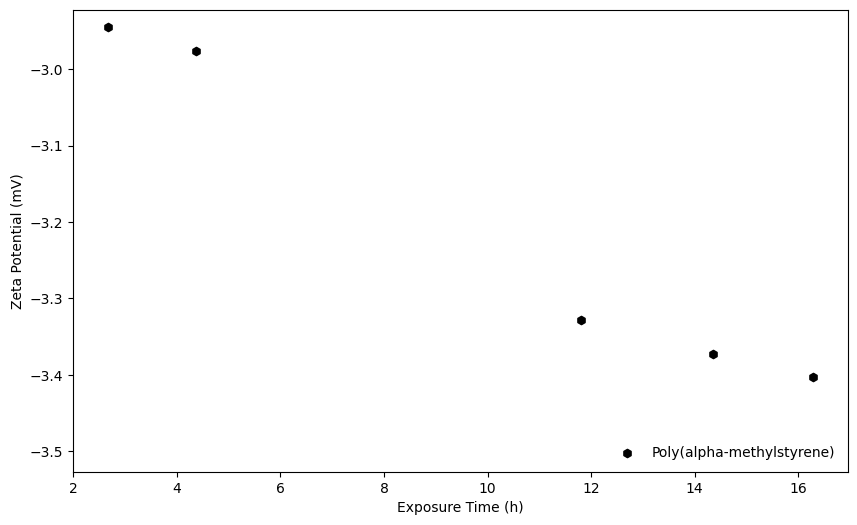 −3.0
−3.1
−3.2
−3.3
−3.4
−3.5
Zeta Potential (mV)
Poly(alpha-methylstyrene)
2 4 6 8 10 12 14 16
Exposure Time (h)